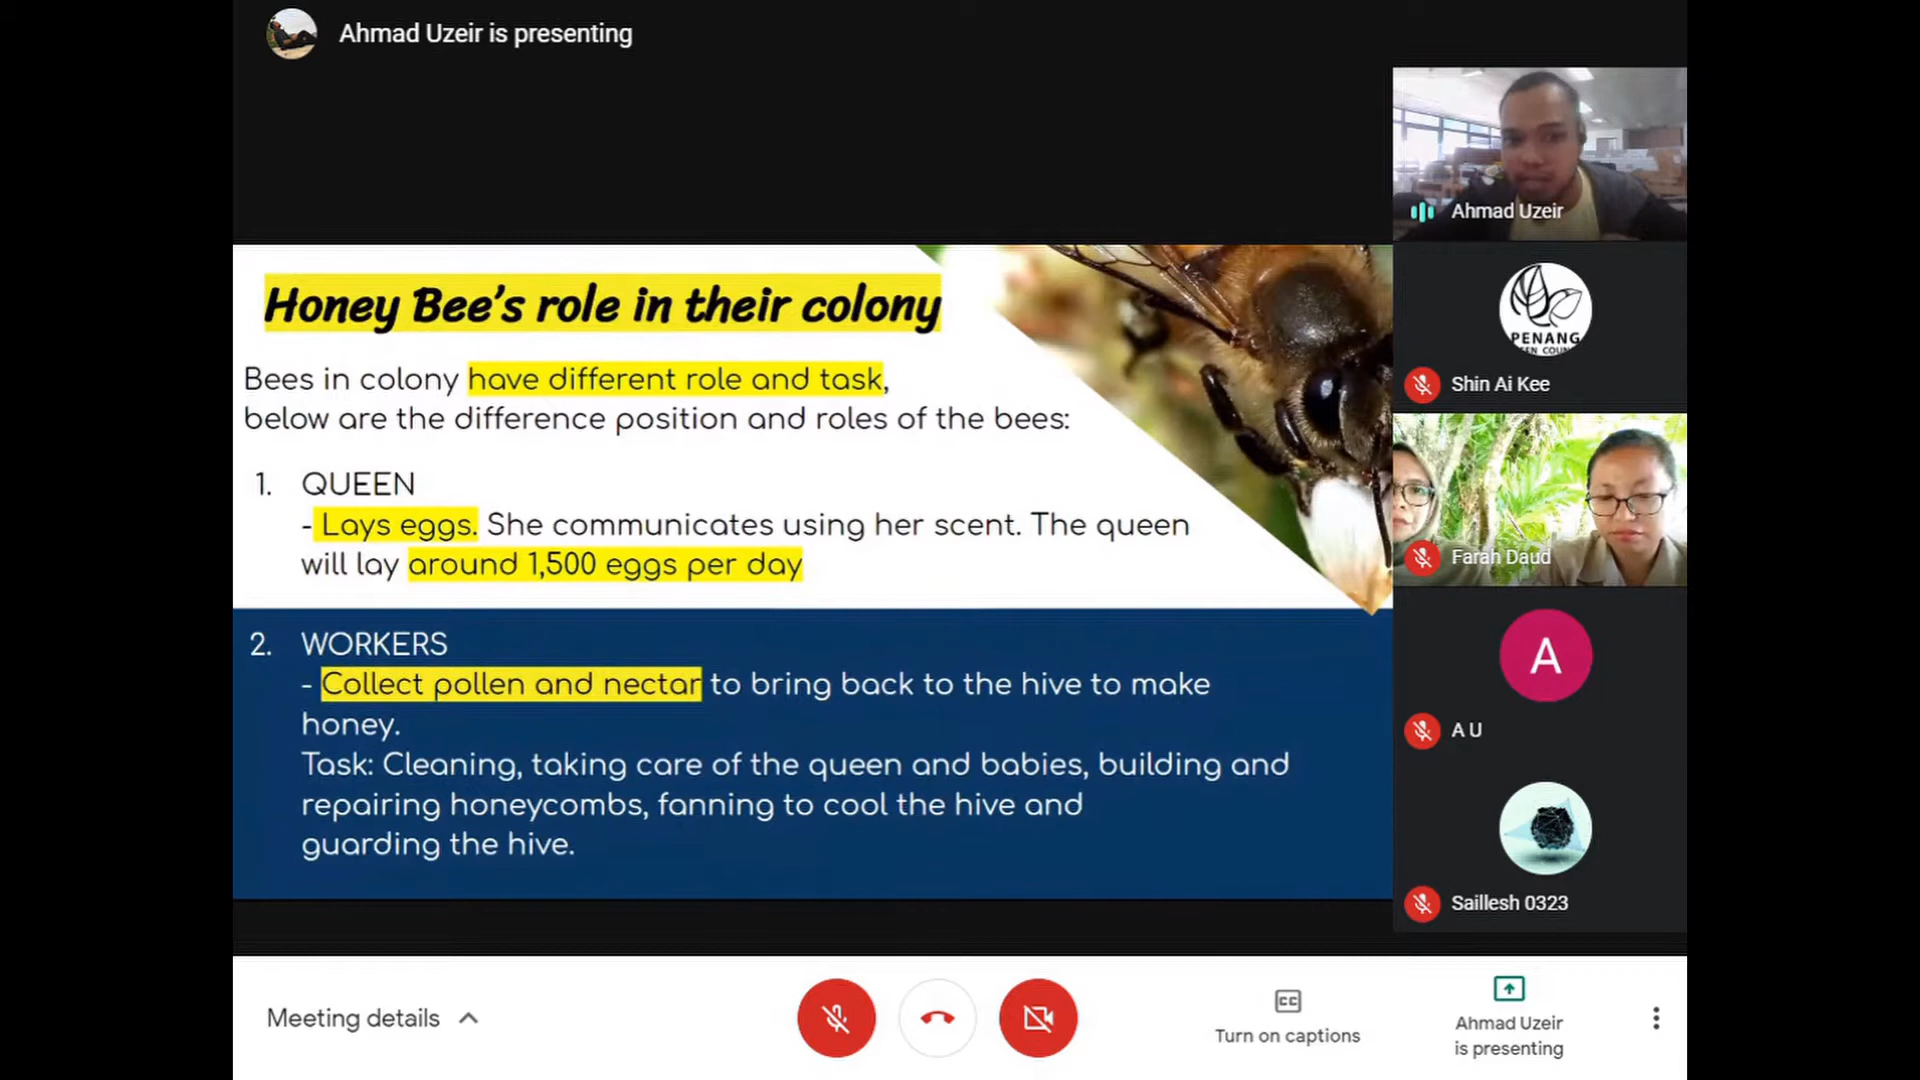 Ahmad Uzeir is presenting
Honey Bee's role in their colony
Bees in colony have different role and task,
below are the difference position and roles of the bees:
1. QUEEN
- Lays eggs. She communicates using her scent. The queen
will lay around 1,500 eggs per day
2. WORKERS
- Collect pollen and nectar to bring back to the hive to make
honey.
Task: Cleaning, taking care of the queen and babies, building and
repairing honeycombs, fanning to cool the hive and
guarding the hive.
Ahmad Uzeir
PENANG
Shin Ai Kee
Farah Daud
A
A U
Saillesh 0323
Meeting details
CC
Turn on captions
Ahmad Uzeir
is presenting